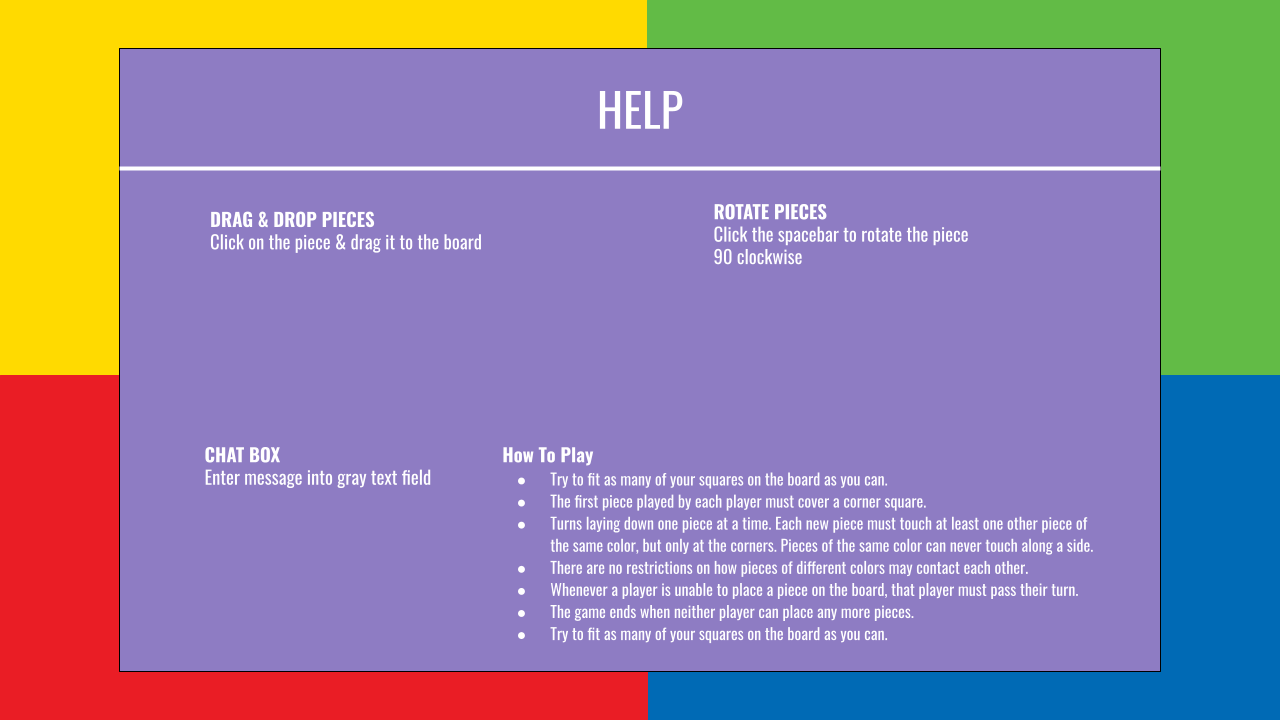 HELP
DRAG & DROP PIECES
Click on the piece & drag it to the board
ROTATE PIECES
Click the spacebar to rotate the piece
90 clockwise
CHAT BOX
Enter message into gray text field
How To Play
● Try to fit as many of your squares on the board as you can.
● The first piece played by each player must cover a corner square.
● Turns laying down one piece at a time. Each new piece must touch at least one other piece of
the same color, but only at the corners. Pieces of the same color can never touch along a side.
● There are no restrictions on how pieces of different colors may contact each other.
● Whenever a player is unable to place a piece on the board, that player must pass their turn.
● The game ends when neither player can place any more pieces.
● Try to fit as many of your squares on the board as you can.